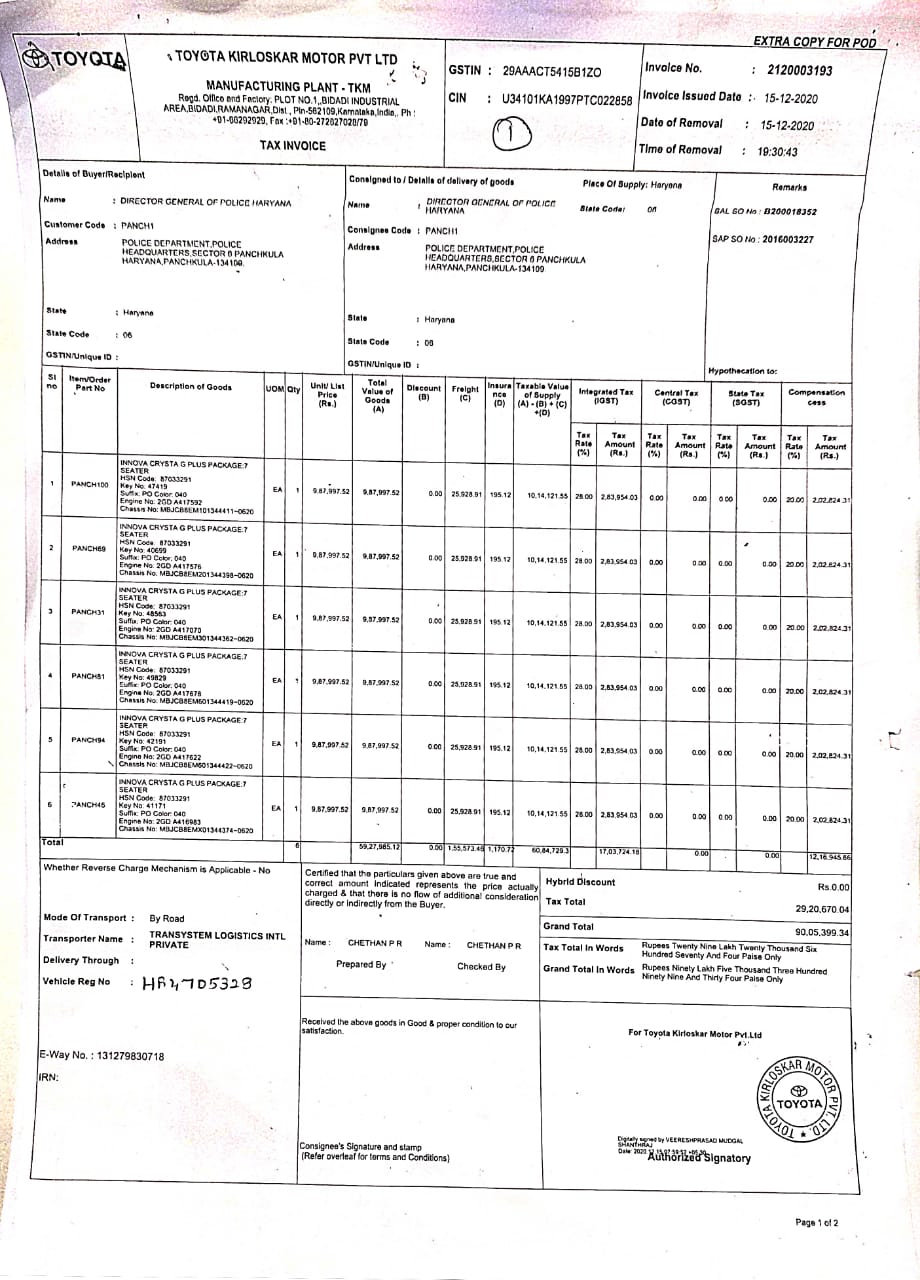 EXTRA COPY FOR POD
TOYOTA
TOYOTA KIRLOSKAR MOTOR PVT LTD
MANUFACTURING PLANT - TKM
Regd. Office and Factory: PLOT NO.1,,BIDADI INDUSTRIAL
AREA,BIDADI,RAMANAGAR,Dist., Pin-562109,Karnataka,India,. Ph :
+91-66292929, Fax :+91-80-272827020/79
TAX INVOICE
GSTIN : 29AAACT5415B1ZO
CIN : U34101KA1997PTC022858
1
Invoice No. : 2120003193
Invoice Issued Date : 15-12-2020
Date of Removal : 15-12-2020
Time of Removal : 19:30:43
Details of Buyer/Recipient
Name : DIRECTOR GENERAL OF POLICE HARYANA
Customer Code : PANCH1
Address POLICE DEPARTMENT,POLICE
HEADQUARTERS,SECTOR 6 PANCHKULA
HARYANA,PANCHKULA-134109.
State : Haryana
State Code : 06
GSTIN/Unique ID :
Consigned to / Details of delivery of goods Place Of Supply: Haryana
Name : DIRECTOR GENERAL OF POLICE
HARYANA
State Code: 06
Consignee Code : PANCH1
Address POLICE DEPARTMENT,POLICE
HEADQUARTERS,SECTOR 6 PANCHKULA
HARYANA,PANCHKULA-134109.
State : Haryana
State Code : 06
GSTIN/Unique ID :
Remarks
SAL SO No : B200018352
SAP SO No : 2016003227
Hypothecation to:
Sl no Item/Order Part No Description of Goods UOM Qty Unit/ List Price (Rs.) Total Value of Goods (A) Discount (B) Freight (C) Insura nce (D) Taxable Value of Supply (A) - (B) + (C) +(D) Integrated Tax (IGST) Central Tax (CGST) State Tax (SGST) Compensation cess
Tax Rate (%) Tax Amount (Rs.) Tax Rate (%) Tax Amount (Rs.) Tax Rate (%) Tax Amount (Rs.) Tax Rate (%) Tax Amount (Rs.)
INNOVA CRYSTA G PLUS PACKAGE:7
SEATER
HSN Code: 87033291
Key No: 47419
Suffix: PO Color: 040
Engine No: 2GD A417592
Chassis No: MBJCB8EM101344411-0620
1 PANCH100 EA 1 9,87,997.52 9,87,997.52 0.00 25,928.91 195.12 10,14,121.55 28.00 2,83,954.03 0.00 0.00 0.00 0.00 20.00 2,02,824.31
INNOVA CRYSTA G PLUS PACKAGE:7
SEATER
HSN Code: 87033291
Key No: 40699
Suffix: PO Color: 040
Engine No: 2GD A417576
Chassis No: MBJCB8EM201344398-0620
2 PANCH69 EA 1 9,87,997.52 9,87,997.52 0.00 25,928.91 195.12 10,14,121.55 28.00 2,83,954.03 0.00 0.00 0.00 0.00 20.00 2,02,824.31
INNOVA CRYSTA G PLUS PACKAGE:7
SEATER
HSN Code: 87033291
Key No: 48563
Suffix: PO Color: 040
Engine No: 2GD A417070
Chassis No: MBJCB8EM301344362-0620
3 PANCH31 EA 1 9,87,997.52 9,87,997.52 0.00 25,928.91 195.12 10,14,121.55 28.00 2,83,954.03 0.00 0.00 0.00 0.00 20.00 2,02,824.31
INNOVA CRYSTA G PLUS PACKAGE:7
SEATER
HSN Code: 87033291
Key No: 49829
Suffix: PO Color: 040
Engine No: 2GD A417678
Chassis No: MBJCB8EM601344419-0620
4 PANCH81 EA 1 9,87,997.52 9,87,997.52 0.00 25,928.91 195.12 10,14,121.55 28.00 2,83,954.03 0.00 0.00 0.00 0.00 20.00 2,02,824.31
INNOVA CRYSTA G PLUS PACKAGE:7
SEATER
HSN Code: 87033291
Key No: 42191
Suffix: PO Color: 040
Engine No: 2GD A417622
Chassis No: MBJCB8EM601344422-0620
5 PANCH94 EA 1 9,87,997.52 9,87,997.52 0.00 25,928.91 195.12 10,14,121.55 28.00 2,83,954.03 0.00 0.00 0.00 0.00 20.00 2,02,824.31
INNOVA CRYSTA G PLUS PACKAGE:7
SEATER
HSN Code: 87033291
Key No: 41171
Suffix: PO Color: 040
Engine No: 2GD A416983
Chassis No: MBJCB8EMX01344374-0620
6 PANCH45 EA 1 9,87,997.52 9,87,997.52 0.00 25,928.91 195.12 10,14,121.55 28.00 2,83,954.03 0.00 0.00 0.00 0.00 20.00 2,02,824.31
Total 6 59,27,985.12 0.00 1,55,573.46 1,170.72 60,84,729.3 17,03,724.18 0.00 0.00 12,16,945.86
Whether Reverse Charge Mechanism is Applicable - No
Mode Of Transport : By Road
Transporter Name : TRANSYSTEM LOGISTICS INTL
PRIVATE
Delivery Through :
Vehicle Reg No : HR47D5329
E-Way No. : 131279830718
IRN:
Certified that the particulars given above are true and
correct amount indicated represents the price actually
charged & that there is no flow of additional consideration
directly or indirectly from the Buyer.
Name : CHETHAN P R Name : CHETHAN P R
Prepared By Checked By
Received the above goods in Good & proper condition to our
satisfaction.
Consignee's Signature and stamp
(Refer overleaf for terms and Conditions)
Hybrid Discount Rs.0.00
Tax Total 29,20,670.04
Grand Total 90,05,399.34
Tax Total In Words Rupees Twenty Nine Lakh Twenty Thousand Six
Hundred Seventy And Four Paise Only
Grand Total In Words Rupees Ninety Lakh Five Thousand Three Hundred
Ninety Nine And Thirty Four Paise Only
For Toyota Kirloskar Motor Pvt.Ltd
TOYOTA KIRLOSKAR MOTOR PVT. LTD.
TOYOTA
Digitally signed by VEERESHPRASAD MUDGAL
SHANTHRAJ
Date: 2020
Authorized Signatory
Page 1 of 2